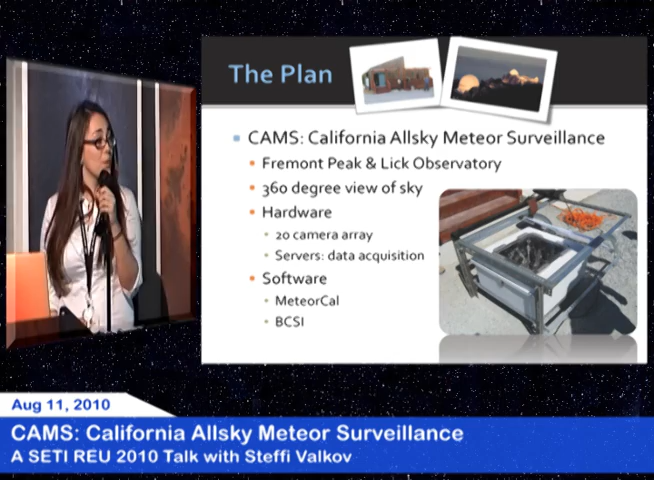 The Plan
CAMS: California Allsky Meteor Surveillance
Fremont Peak & Lick Observatory
360 degree view of sky
Hardware
20 camera array
Servers: data acquisition
Software
MeteorCal
BCSI
Aug 11, 2010
CAMS: California Allsky Meteor Surveillance
A SETI REU 2010 Talk with Steffi Valkov